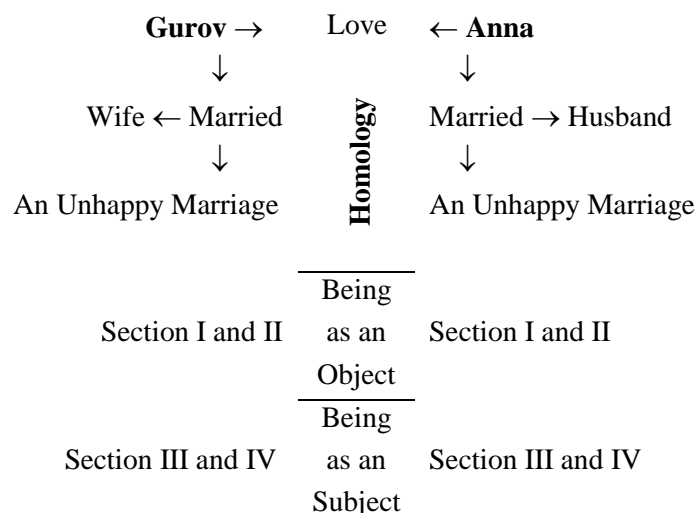 Gurov → Love ← Anna
↓ ↓
Wife ← Married Married → Husband
↓ ↓
Homology
An Unhappy Marriage An Unhappy Marriage
Being
Section I and II as an Section I and II
Object
Being
Section III and IV as an Section III and IV
Subject